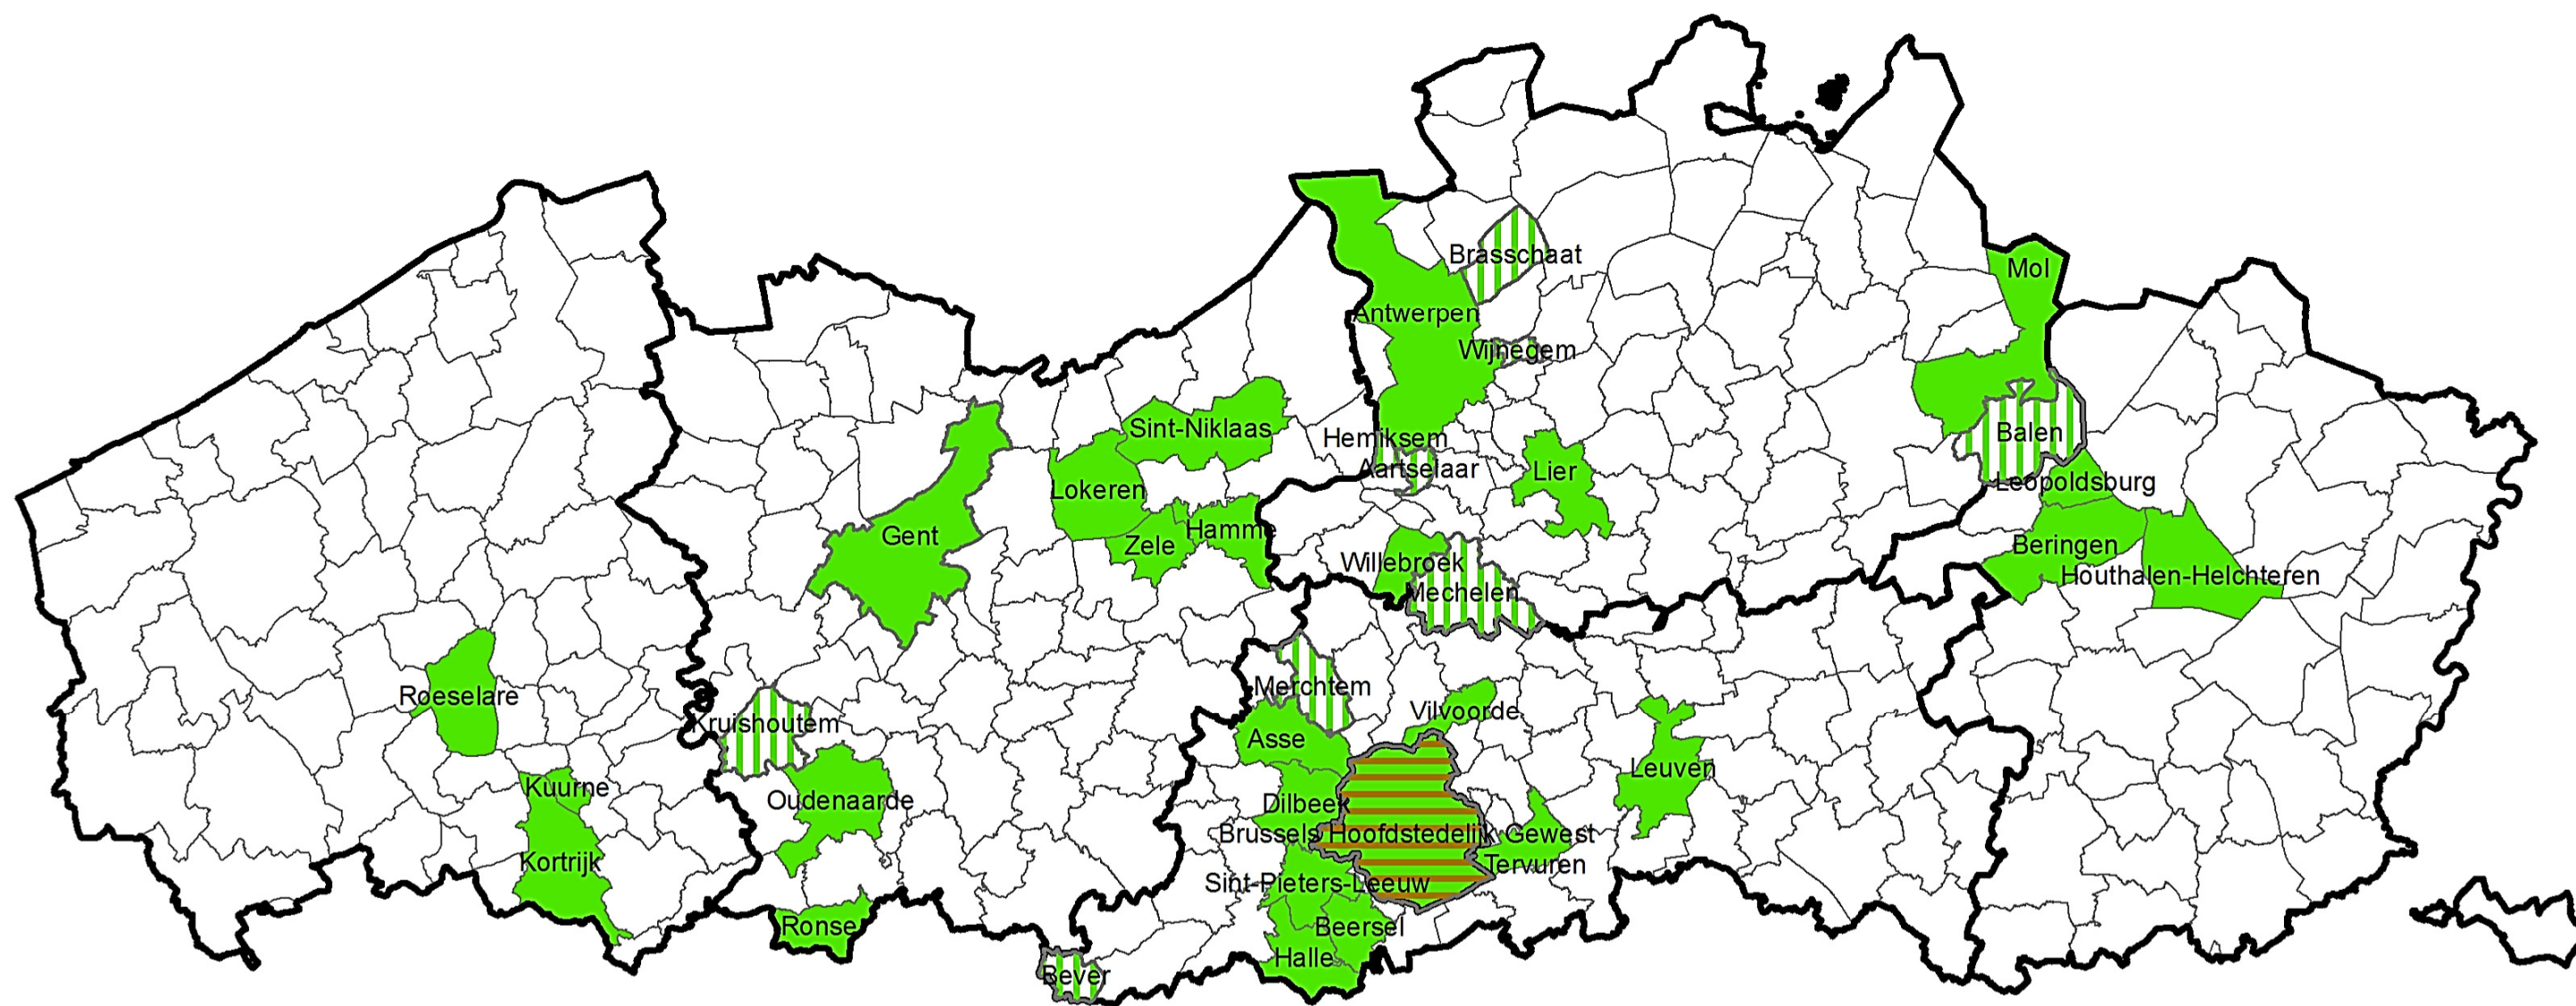 Brasschaat
Mol
Antwerpen
Wijnegem
Sint-Niklaas
Hemiksem
Balen
Aartselaar
Lier
Lokeren
Leopoldsburg
Gent
Zele
Hamme
Beringen
Willebroek
Houthalen-Helchteren
Mechelen
Roeselare
Merchtem
Kruishoutem
Vilvoorde
Asse
Leuven
Kuurne
Oudenaarde
Dilbeek
Brussels Hoofdstedelijk Gewest
Kortrijk
Tervuren
Sint-Pieters-Leeuw
Ronse
Beersel
Halle
Bever